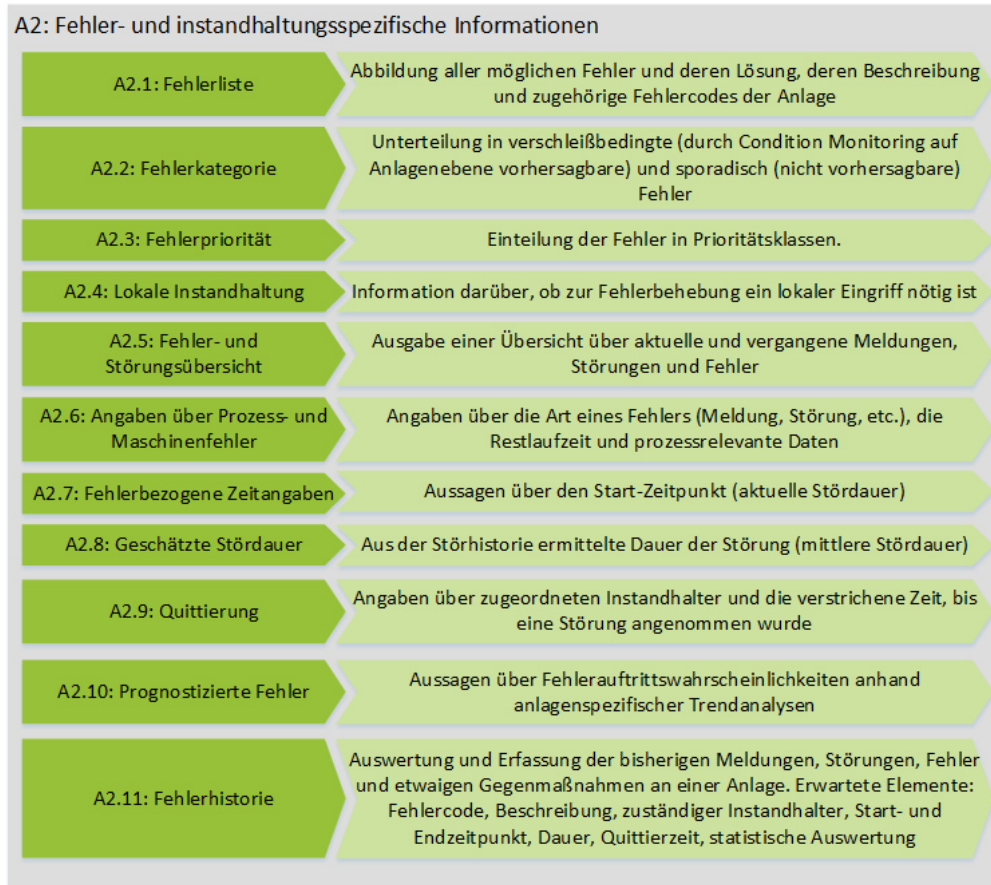 A2: Fehler- und instandhaltungsspezifische Informationen
A2.1: Fehlerliste
Abbildung aller möglichen Fehler und deren Lösung, deren Beschreibung
und zugehörige Fehlercodes der Anlage
A2.2: Fehlerkategorie
Unterteilung in verschleißbedingte (durch Condition Monitoring auf
Anlagenebene vorhersagbare) und sporadisch (nicht vorhersagbare)
Fehler
A2.3: Fehlerpriorität
Einteilung der Fehler in Prioritätsklassen.
A2.4: Lokale Instandhaltung
Information darüber, ob zur Fehlerbehebung ein lokaler Eingriff nötig ist
A2.5: Fehler- und
Störungsübersicht
Ausgabe einer Übersicht über aktuelle und vergangene Meldungen,
Störungen und Fehler
A2.6: Angaben über Prozess- und
Maschinenfehler
Angaben über die Art eines Fehlers (Meldung, Störung, etc.), die
Restlaufzeit und prozessrelevante Daten
A2.7: Fehlerbezogene Zeitangaben
Aussagen über den Start-Zeitpunkt (aktuelle Stördauer)
A2.8: Geschätzte Stördauer
Aus der Störhistorie ermittelte Dauer der Störung (mittlere Stördauer)
A2.9: Quittierung
Angaben über zugeordneten Instandhalter und die verstrichene Zeit, bis
eine Störung angenommen wurde
A2.10: Prognostizierte Fehler
Aussagen über Fehlerauftrittswahrscheinlichkeiten anhand
anlagenspezifischer Trendanalysen
A2.11: Fehlerhistorie
Auswertung und Erfassung der bisherigen Meldungen, Störungen, Fehler
und etwaigen Gegenmaßnahmen an einer Anlage. Erwartete Elemente:
Fehlercode, Beschreibung, zuständiger Instandhalter, Start- und
Endzeitpunkt, Dauer, Quittierzeit, statistische Auswertung